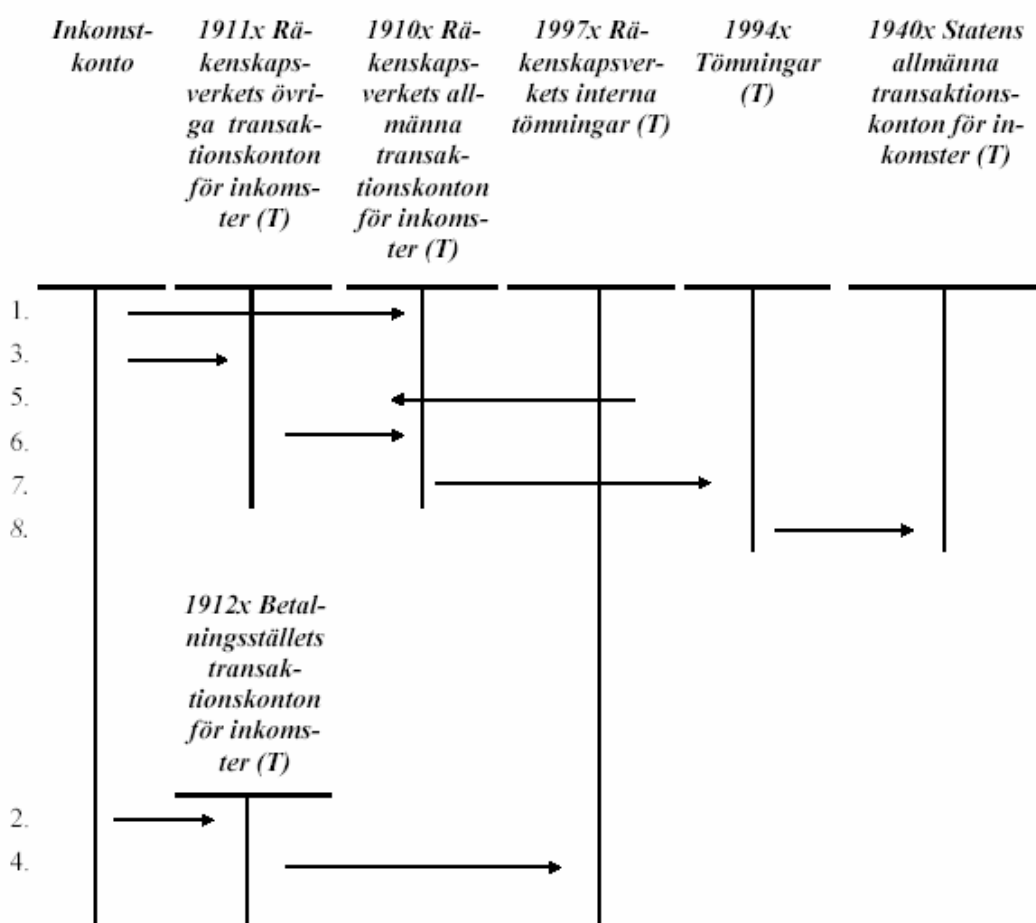 Inkomst-
konto
1911x Rä-
kenskaps-
verkets övri-
ga transak-
tionskonton
för inkoms-
ter (T)
1910x Rä-
kenskaps-
verkets all-
männa
transak-
tionskonton
för inkoms-
ter (T)
1997x Rä-
kenskapsver-
kets interna
tömningar (T)
1994x
Tömningar
(T)
1940x Statens
allmänna
transaktions-
konton för in-
komster (T)
1.
3.
5.
6.
7.
8.
1912x Betal-
ningsställets
transak-
tionskonton
för inkoms-
ter (T)
2.
4.